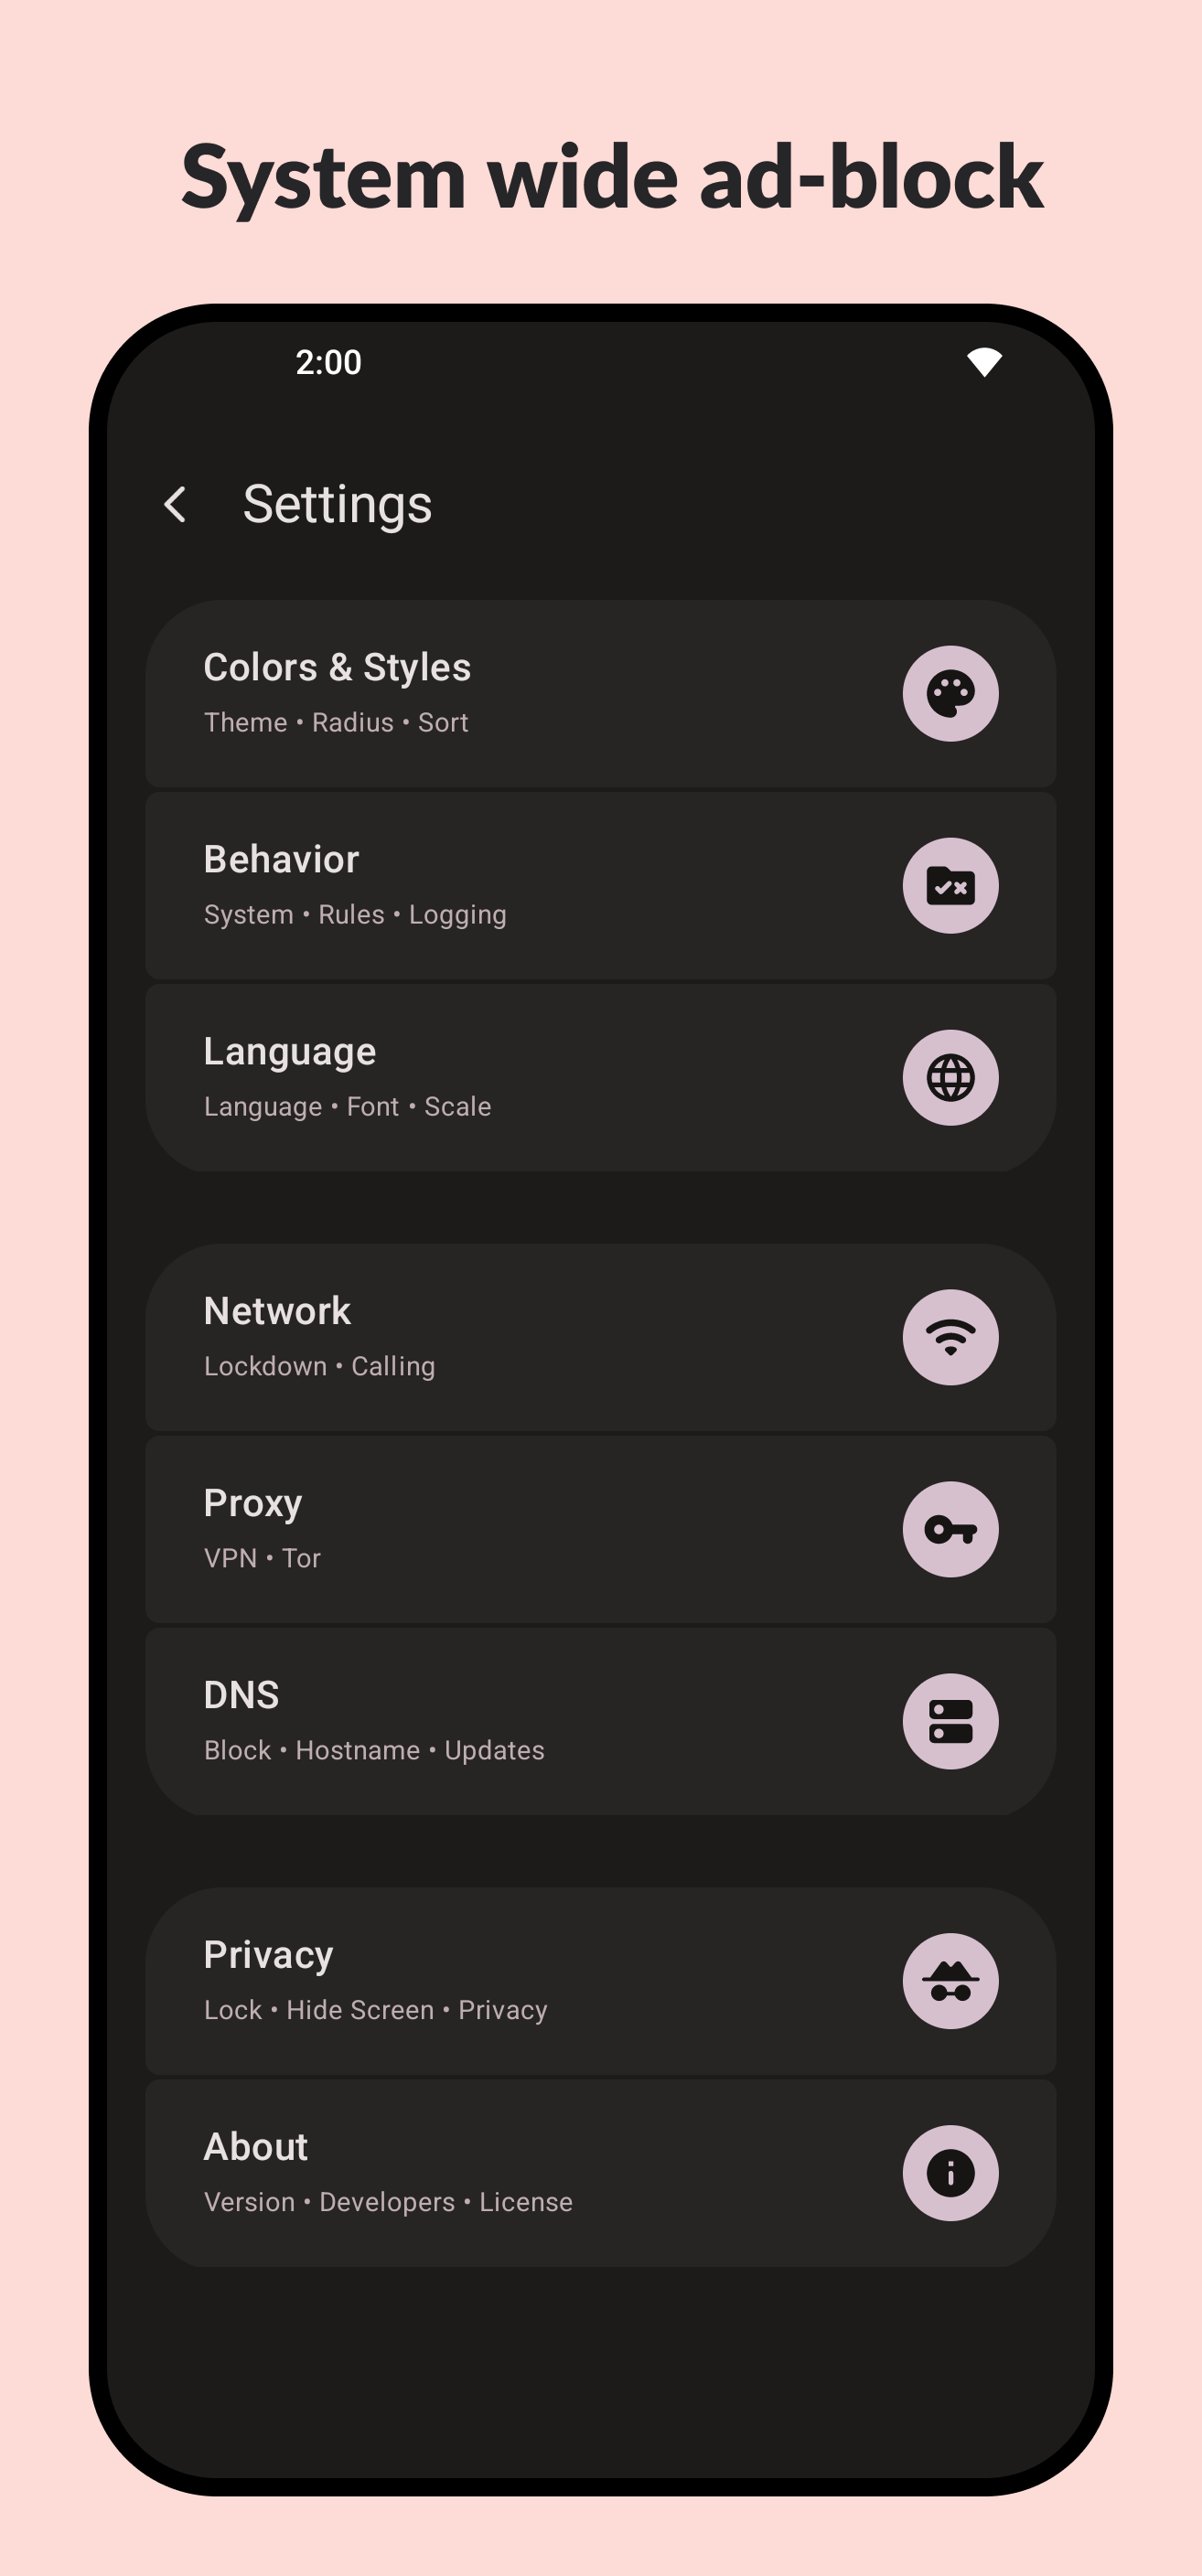 System wide ad-block
2:00
Settings
Colors & Styles
Theme • Radius • Sort
Behavior
System • Rules • Logging
Language
Language • Font • Scale
Network
Lockdown • Calling
Proxy
VPN • Tor
DNS
Block • Hostname • Updates
Privacy
Lock • Hide Screen • Privacy
About
Version • Developers • License